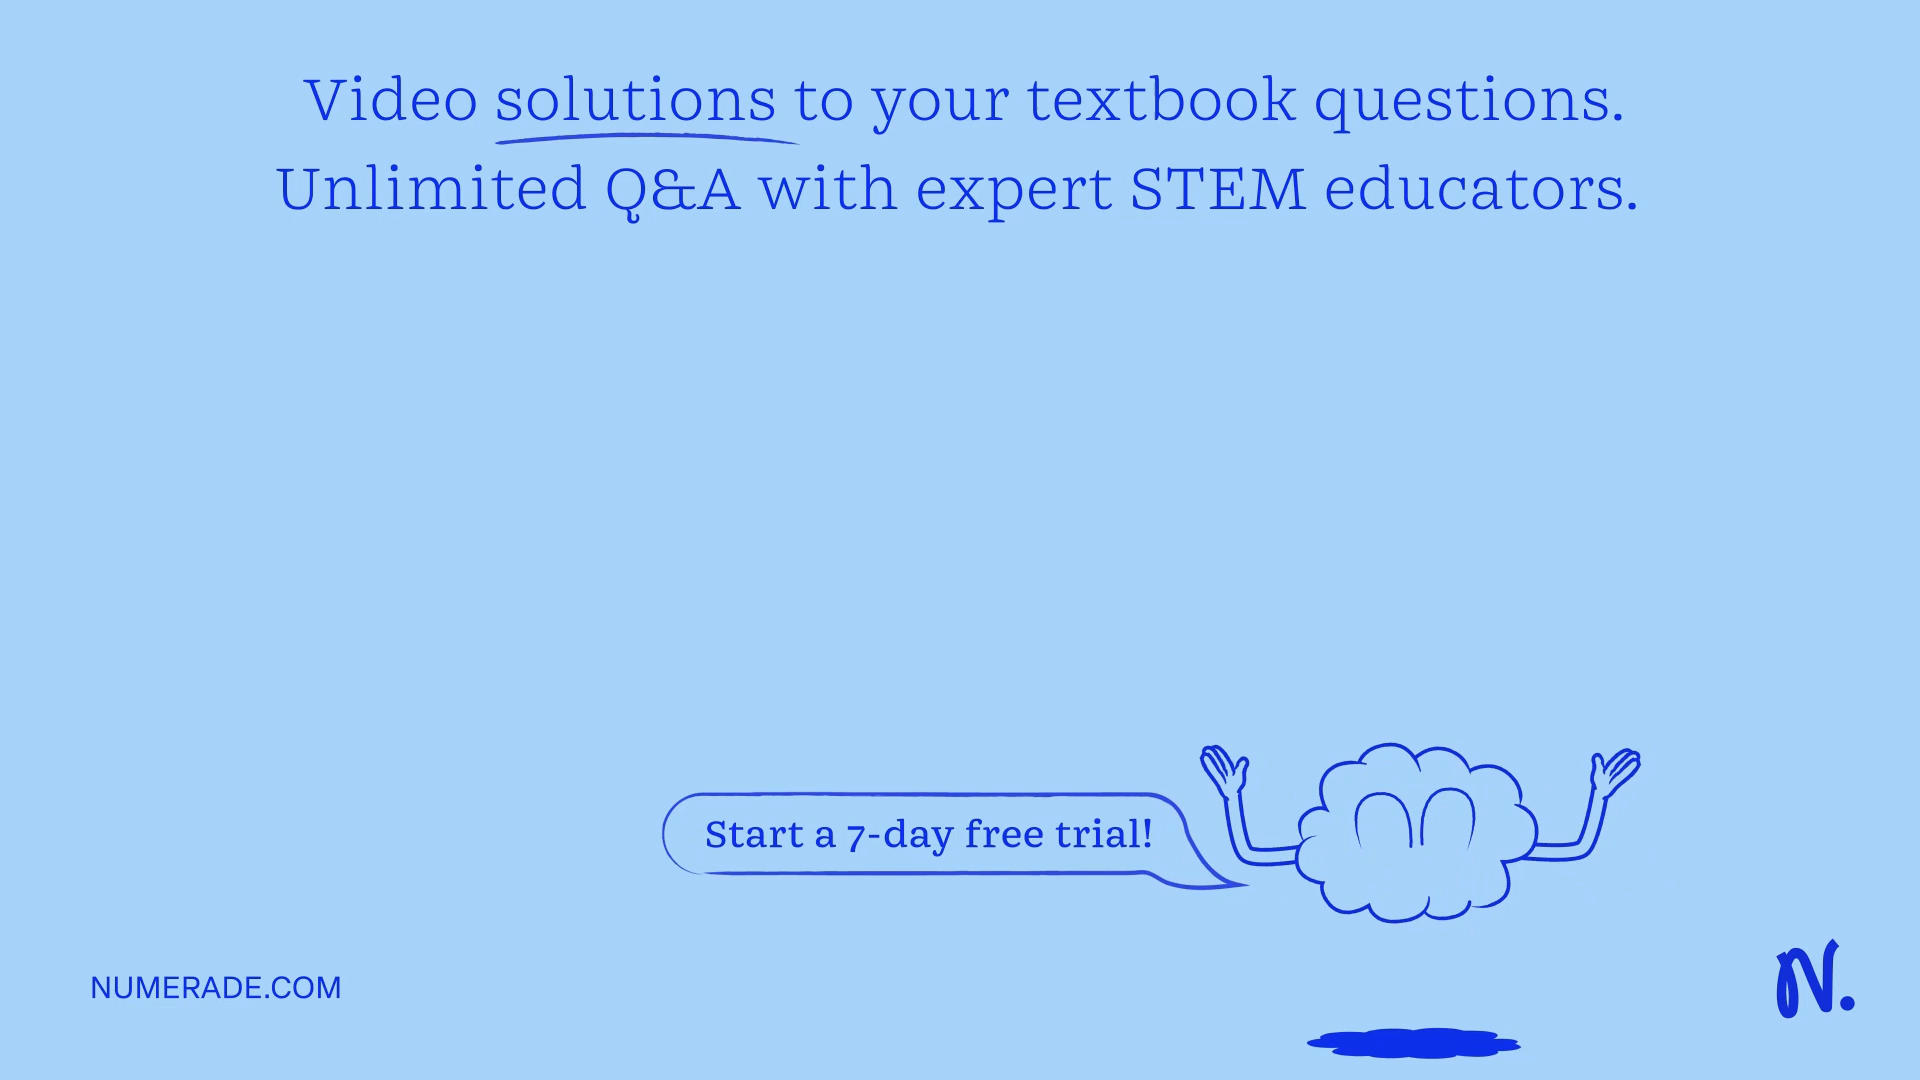 Video solutions to your textbook questions.
Unlimited Q&A with expert STEM educators.
Start a 7-day free trial!
NUMERADE.COM
N.